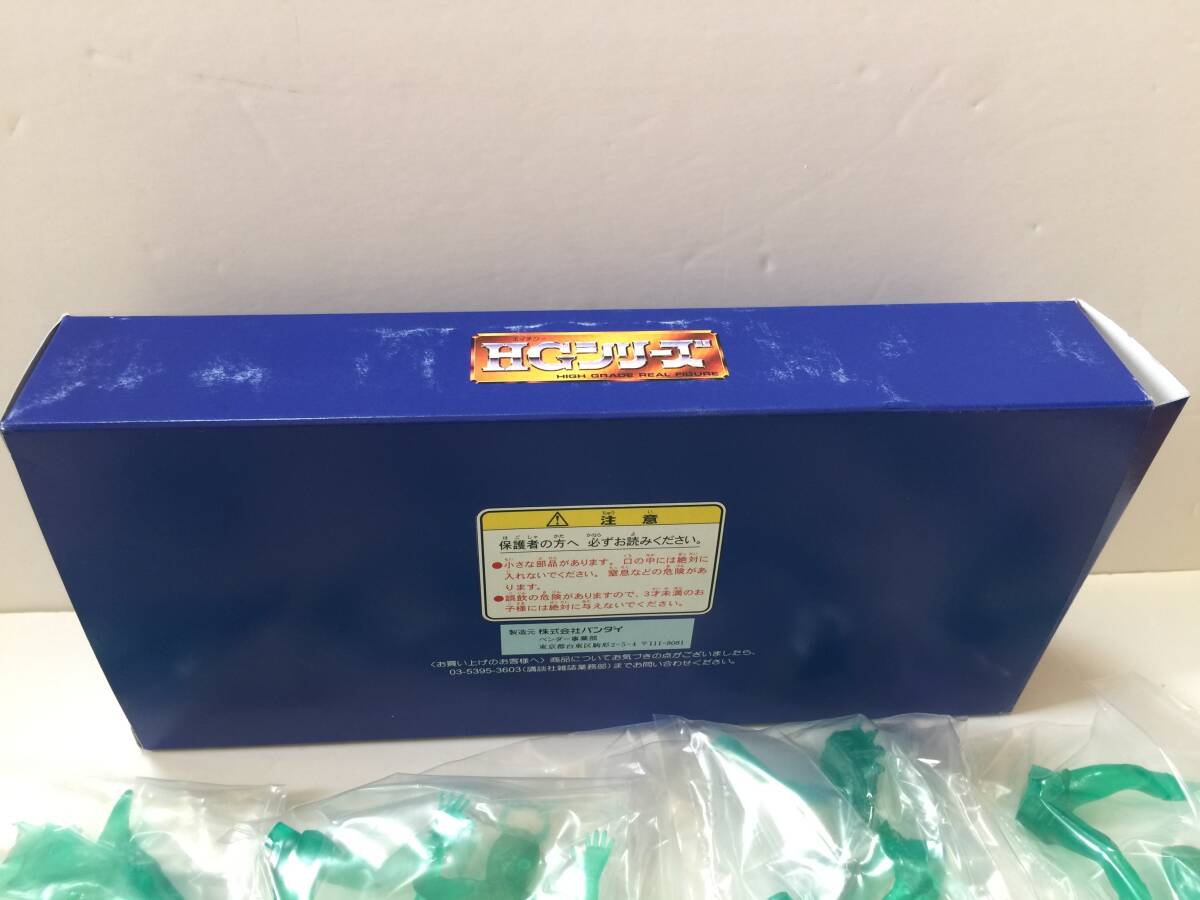 エイチジー
HGシリーズ
HIGH GRADE REAL FIGURE
注意
保護者の方へ 必ずお読みください。
●小さな部品があります。口の中には絶対に
入れないでください。窒息などの危険があ
ります。
●誤飲の危険がありますので、3才未満のお
子様には絶対に与えないでください。
製造元 株式会社バンダイ
ベンダー事業部
東京都台東区駒形2-5-4 〒111-8081
〈お買い上げのお客様へ〉商品についてお気づきの点がございましたら、
03-5395-3603(講談社雑誌業務部)までお問い合わせください。